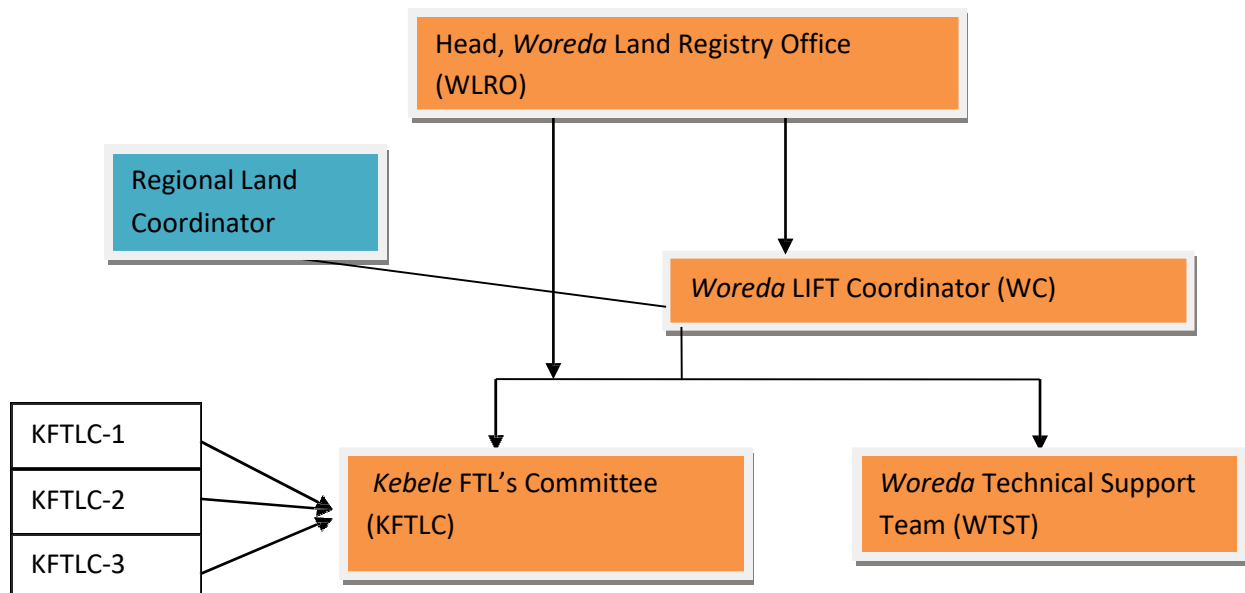 Head, Woreda Land Registry Office
(WLRO)
Regional Land
Coordinator
Woreda LIFT Coordinator (WC)
KFTLC-1
KFTLC-2
KFTLC-3
Kebele FTL’s Committee
(KFTLC)
Woreda Technical Support
Team (WTST)